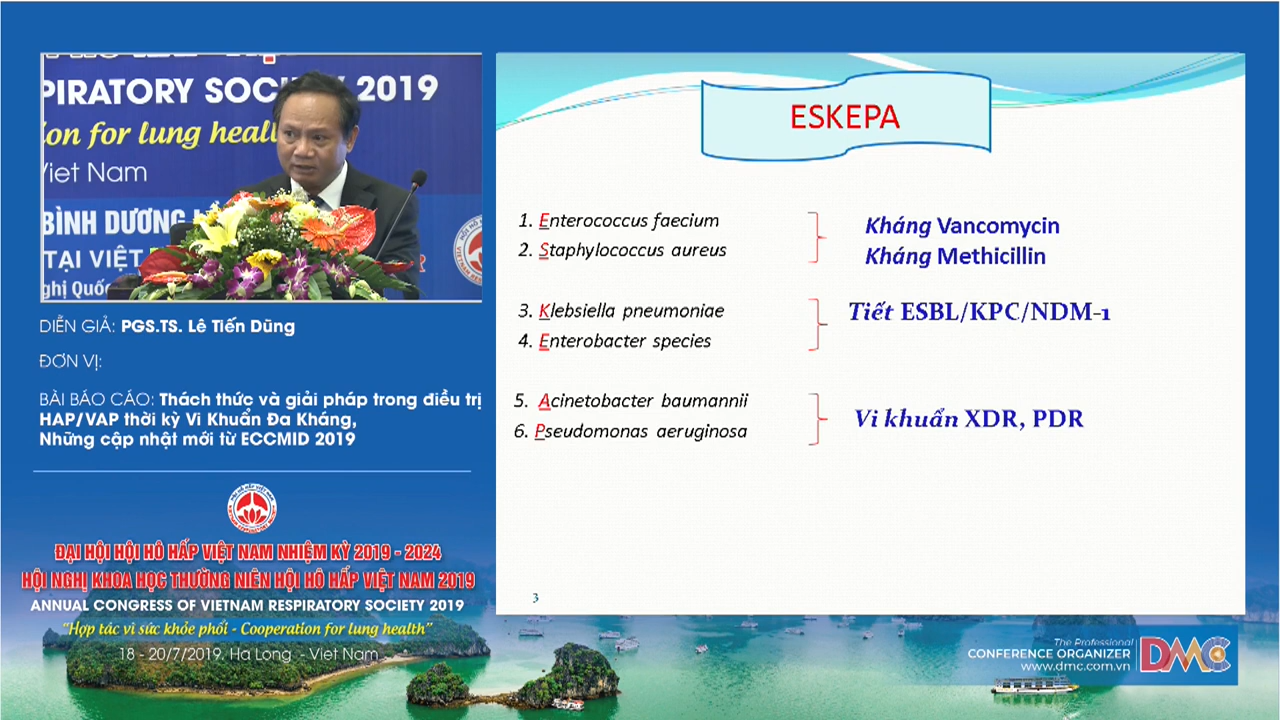 PIRATORY SOC 2019
ion for lung heal
Viet Nam
BÌNH DƯƠNG
TẠI VIỆT
ghị Quốc
DIỄN GIẢ: PGS.TS. Lê Tiến Dũng
ĐƠN VỊ:
BÀI BÁO CÁO: Thách thức và giải pháp trong điều trị
HAP/VAP thời kỳ Vi Khuẩn Đa Kháng,
Những cập nhật mới từ ECCMID 2019
ĐẠI HỘI HỘI HÔ HẤP VIỆT NAM NHIỆM KỲ 2019 - 2024
HỘI NGHỊ KHOA HỌC THƯỜNG NIÊN HỘI HÔ HẤP VIỆT NAM 2019
ANNUAL CONGRESS OF VIETNAM RESPIRATORY SOCIETY 2019
"Hợp tác vì sức khỏe phổi - Cooperation for lung health"
18 - 20/7/2019. Ha Long - Viet Nam
ESKEPA
1. Enterococcus faecium
2. Staphylococcus aureus
Kháng Vancomycin
Kháng Methicillin
3. Klebsiella pneumoniae
4. Enterobacter species
Tiết ESBL/KPC/NDM-1
5. Acinetobacter baumannii
6. Pseudomonas aeruginosa
Vi khuẩn XDR, PDR
3
The Professional
CONFERENCE ORGANIZER
www.dmc.com.vn
DMC